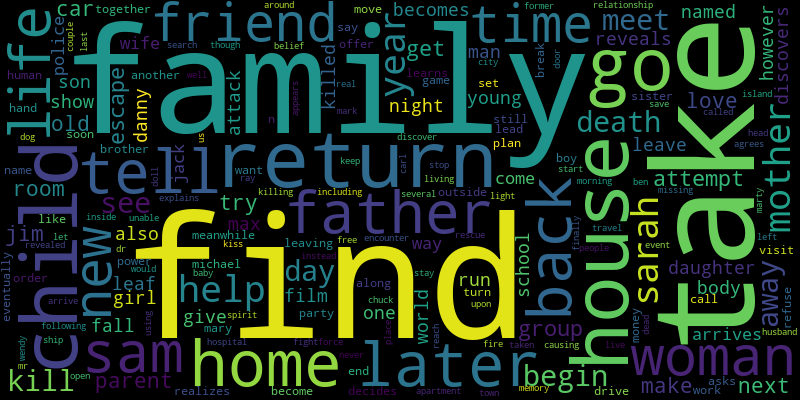 family
find
take
return
house
home
child
father
friend
life
time
go
back
later
tell
sam
woman
help
new
sarah
mother
kill
year
day
begin
death
love
see
meet
get
old
girl
parent
jim
night
young
show
son
car
becomes
named
reveals
man
killed
attack
escape
danny
jack
try
also
max
film
give
one
run
group
world
way
come
room
like
leaf
fall
school
leave
attempt
daughter
body
away
arrives
make
next
however
discovers
police
wife
another
human
hand
soon
brother
together
move
say
offer
learns
game
set
still
lead
plan
break
city
door
around
former
relationship
couple
last
search
though
belief
real
mark
appears
well
us
dog
name
eventually
inside
let
revealed
dr
unable
power
would
order
arrive
following
using
ship
wendy
mr
open
realizes
become
decides
apartment
town
memory
drive
work
asks
call
money
dead
live
husband
refuse
visit
left
travel
event
people
finally
morning
start
boy
ben
missing
marty
head
agrees
called
island
save
sister
discover
keep
stop
living
carl
ray
want
doll
explains
killing
including
several
outside
light
meanwhile
kiss
leaving
free
encounter
rescue
michael
baby
instead
along
stay
turn
chuck
upon
mary
spirit
party
place
reach
hospital
fight
force
never
end
fire
taken
causing
n